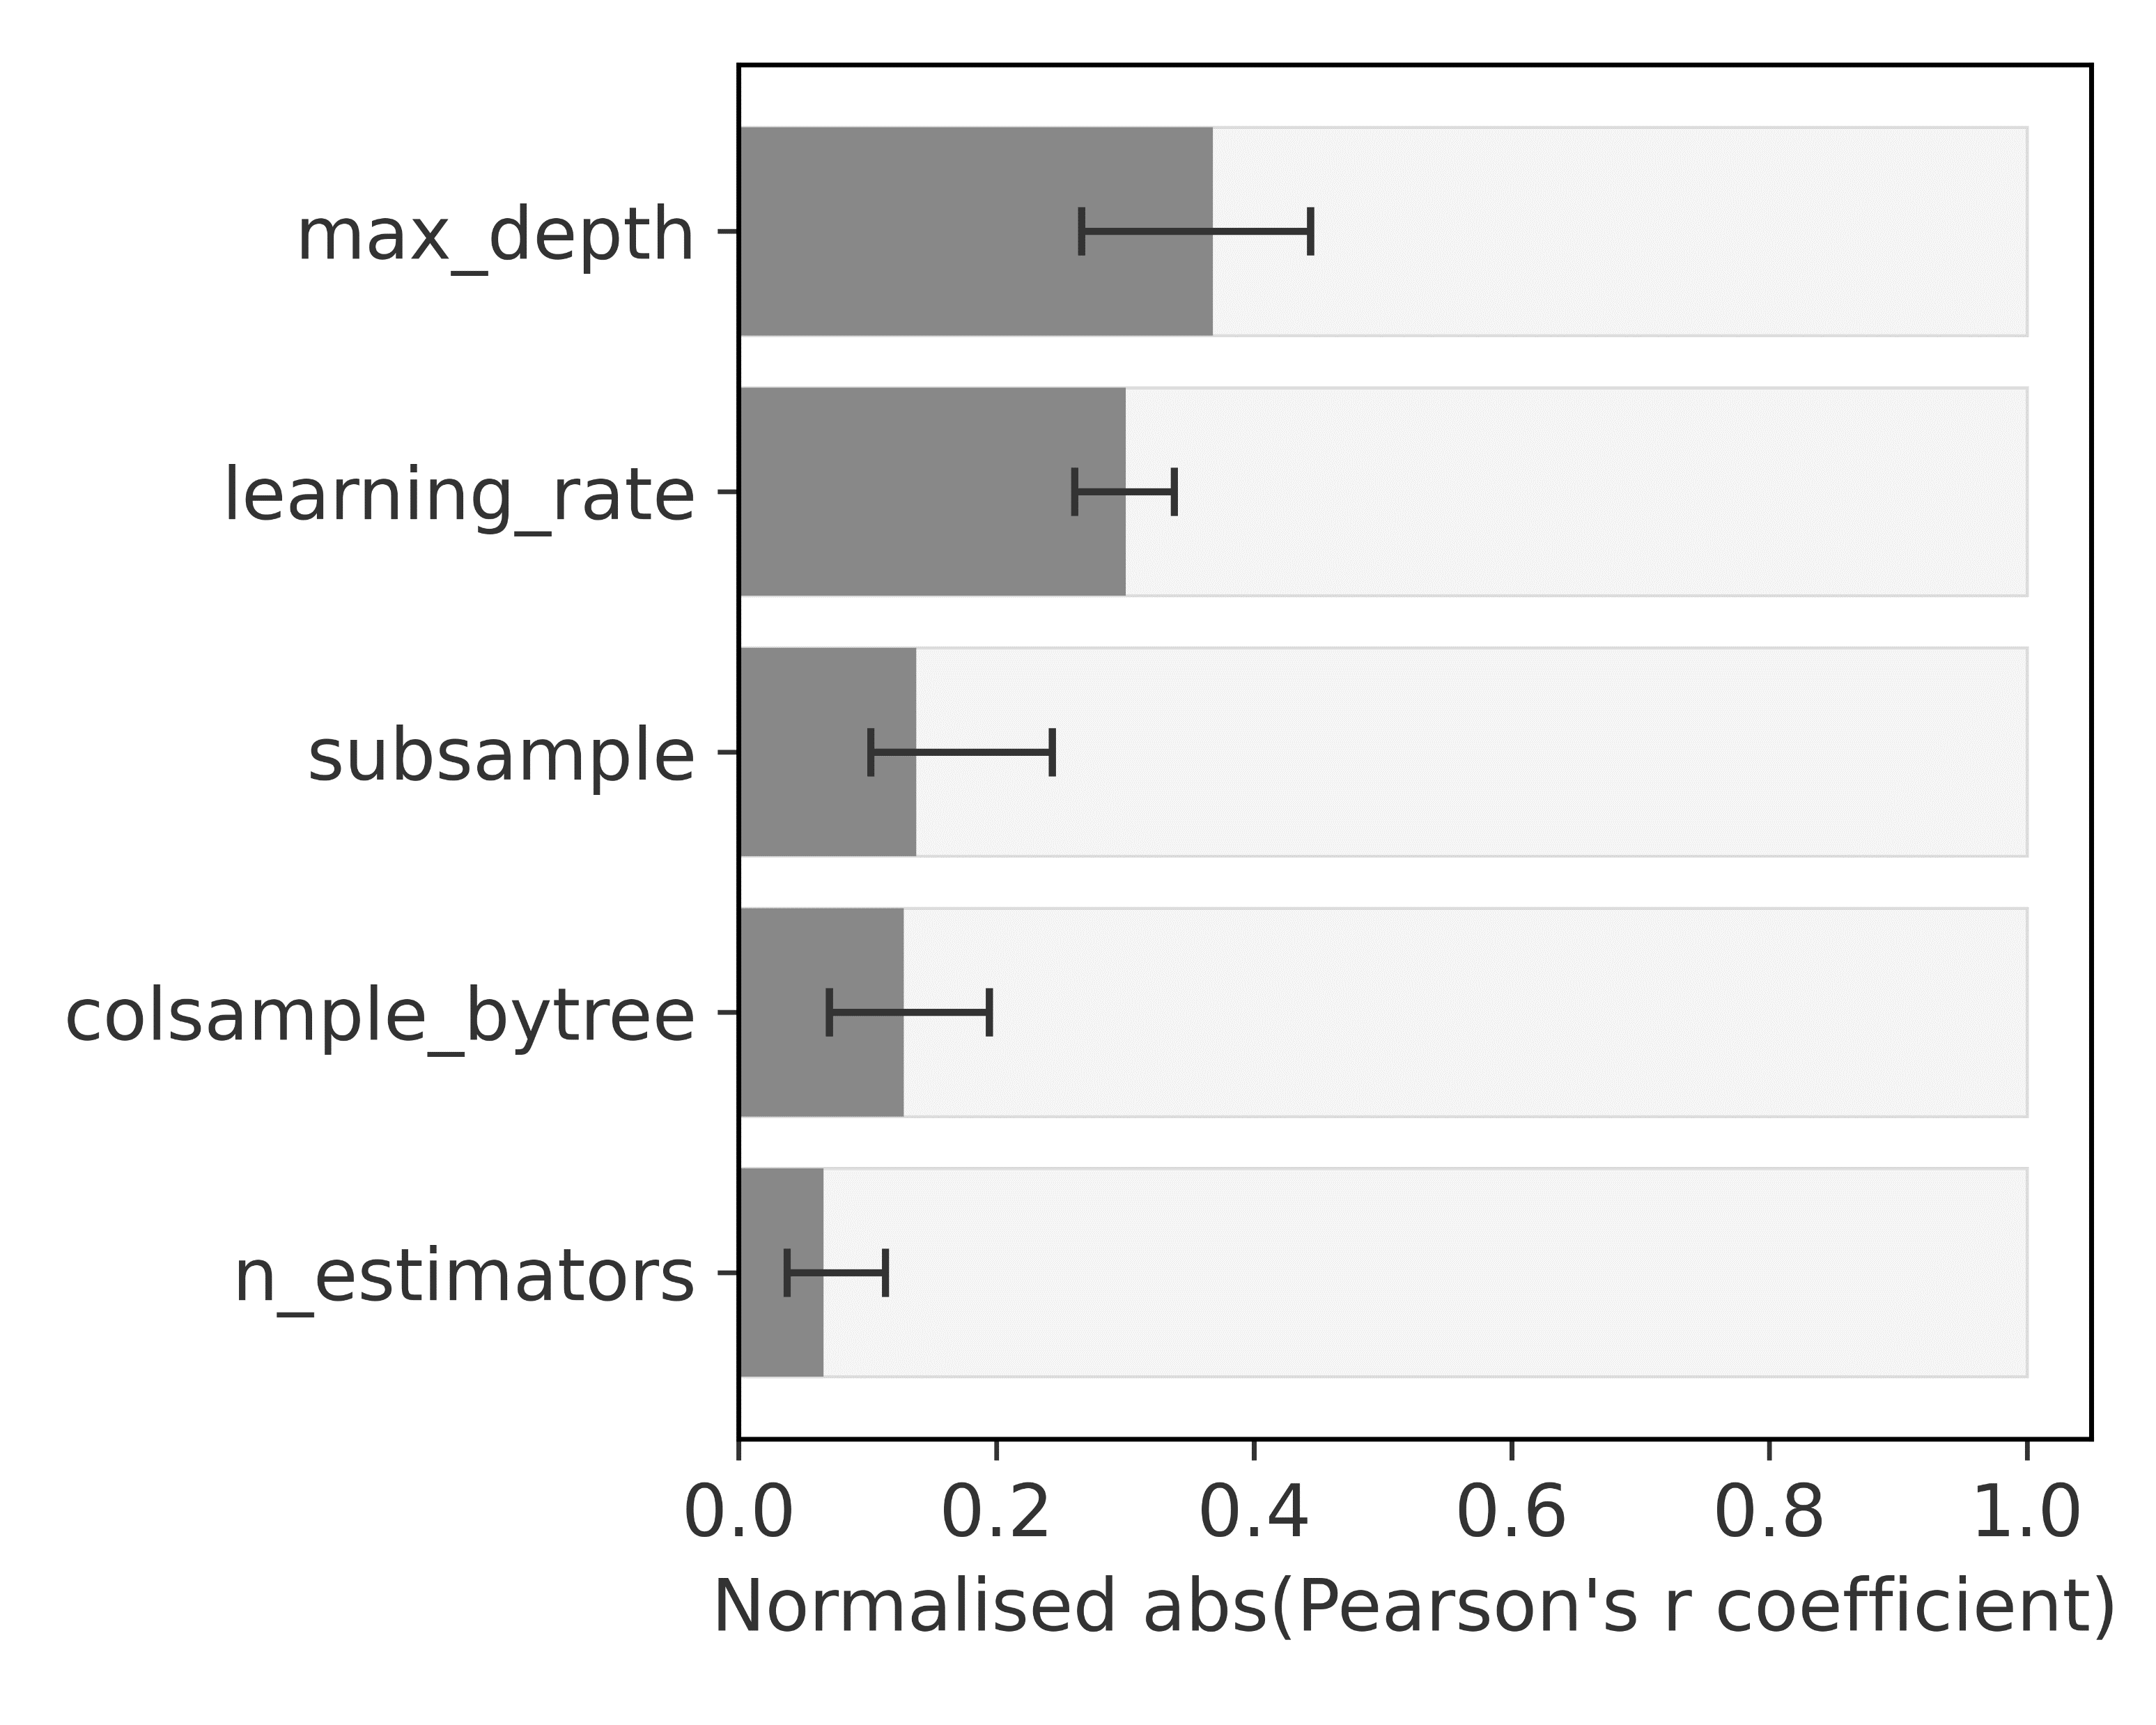 max_depth
learning_rate
subsample
colsample_bytree
n_estimators
0.0 0.2 0.4 0.6 0.8 1.0
Normalised abs(Pearson's r coefficient)